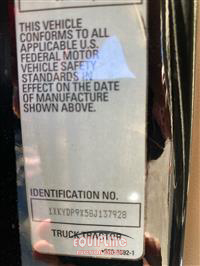 THIS VEHICLE
CONFORMS TO ALL
APPLICABLE U.S.
FEDERAL MOTOR
VEHICLE SAFETY
STANDARDS IN
EFFECT ON THE DATE
OF MANUFACTURE
SHOWN ABOVE.
IDENTIFICATION NO.
1XKYDP9X5GJ137928
TRUCK TRACTOR